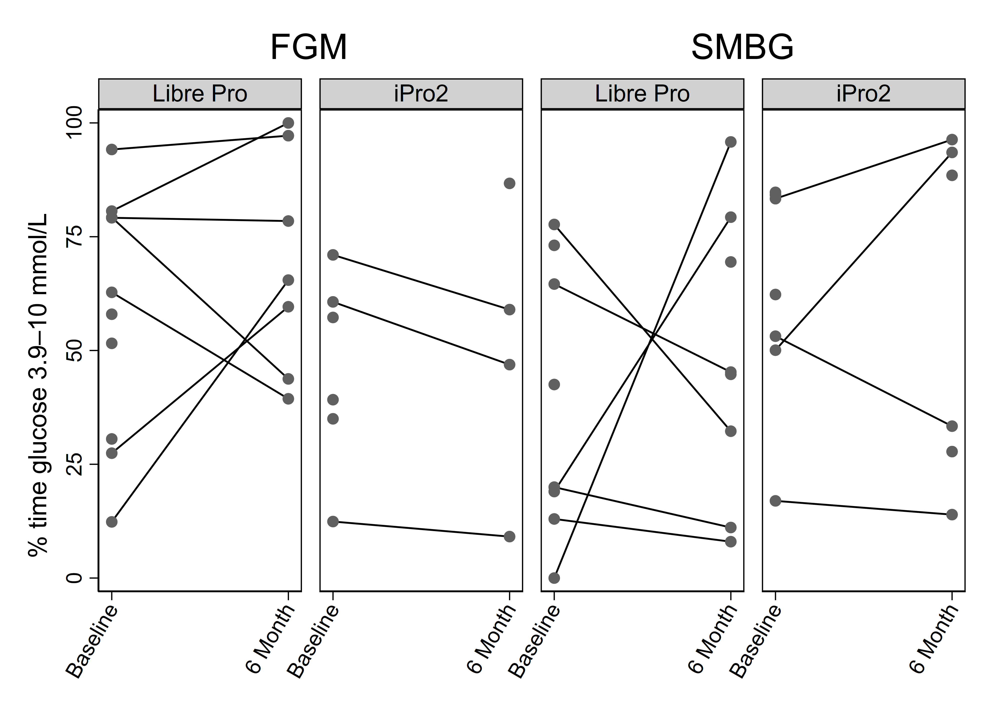 FGM
SMBG
Libre Pro
iPro2
Libre Pro
iPro2
% time glucose 3.9–10 mmol/L
100
75
50
25
0
Baseline
6 Month
Baseline
6 Month
Baseline
6 Month
Baseline
6 Month